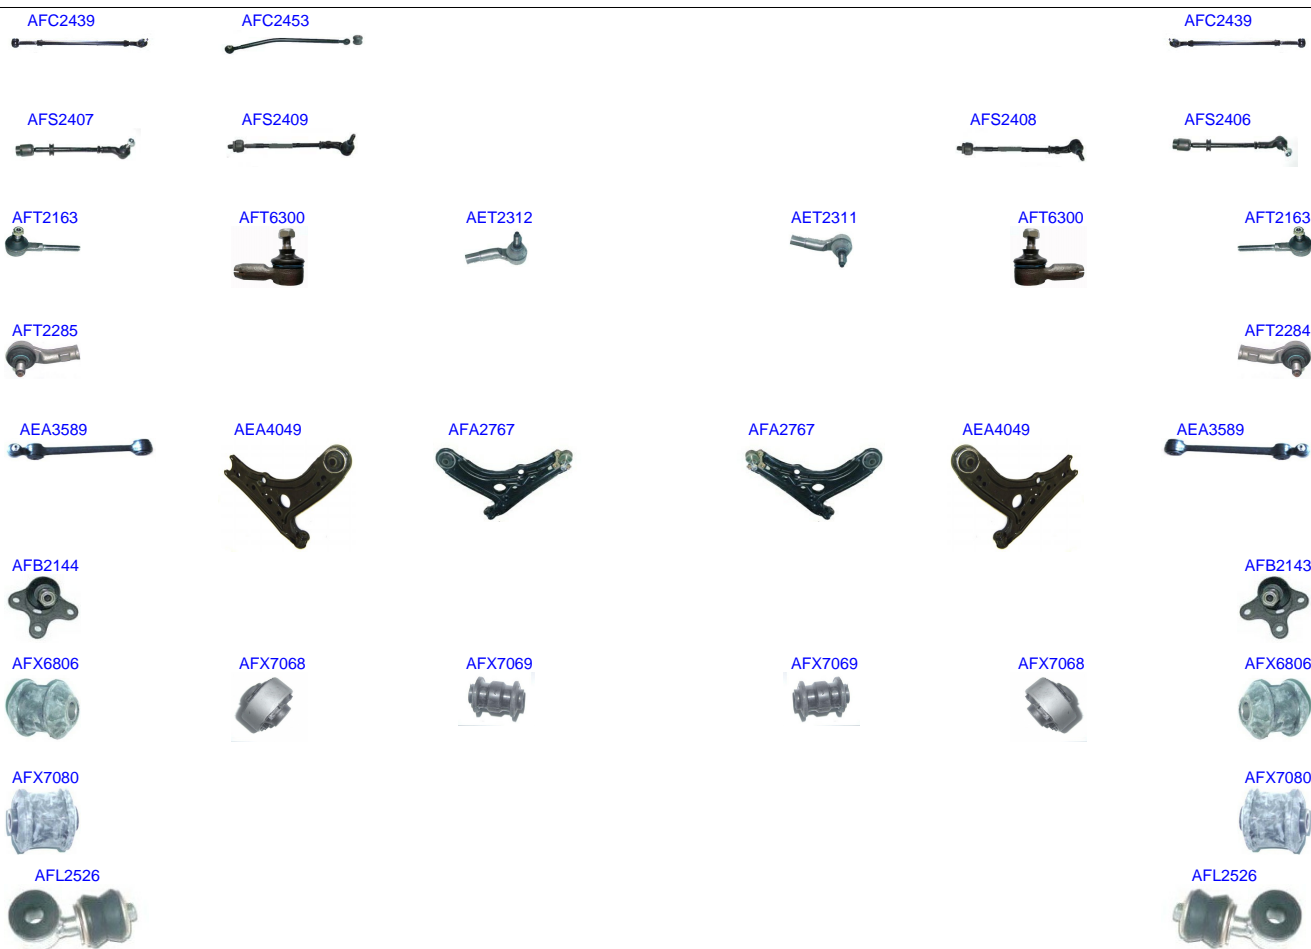 AFC2439 AFC2453 AFC2439
AFS2407 AFS2409 AFS2408 AFS2406
AFT2163 AFT6300 AET2312 AET2311 AFT6300 AFT2163
AFT2285 AFT2284
AEA3589 AEA4049 AFA2767 AFA2767 AEA4049 AEA3589
AFB2144 AFB2143
AFX6806 AFX7068 AFX7069 AFX7069 AFX7068 AFX6806
AFX7080 AFX7080
AFL2526 AFL2526